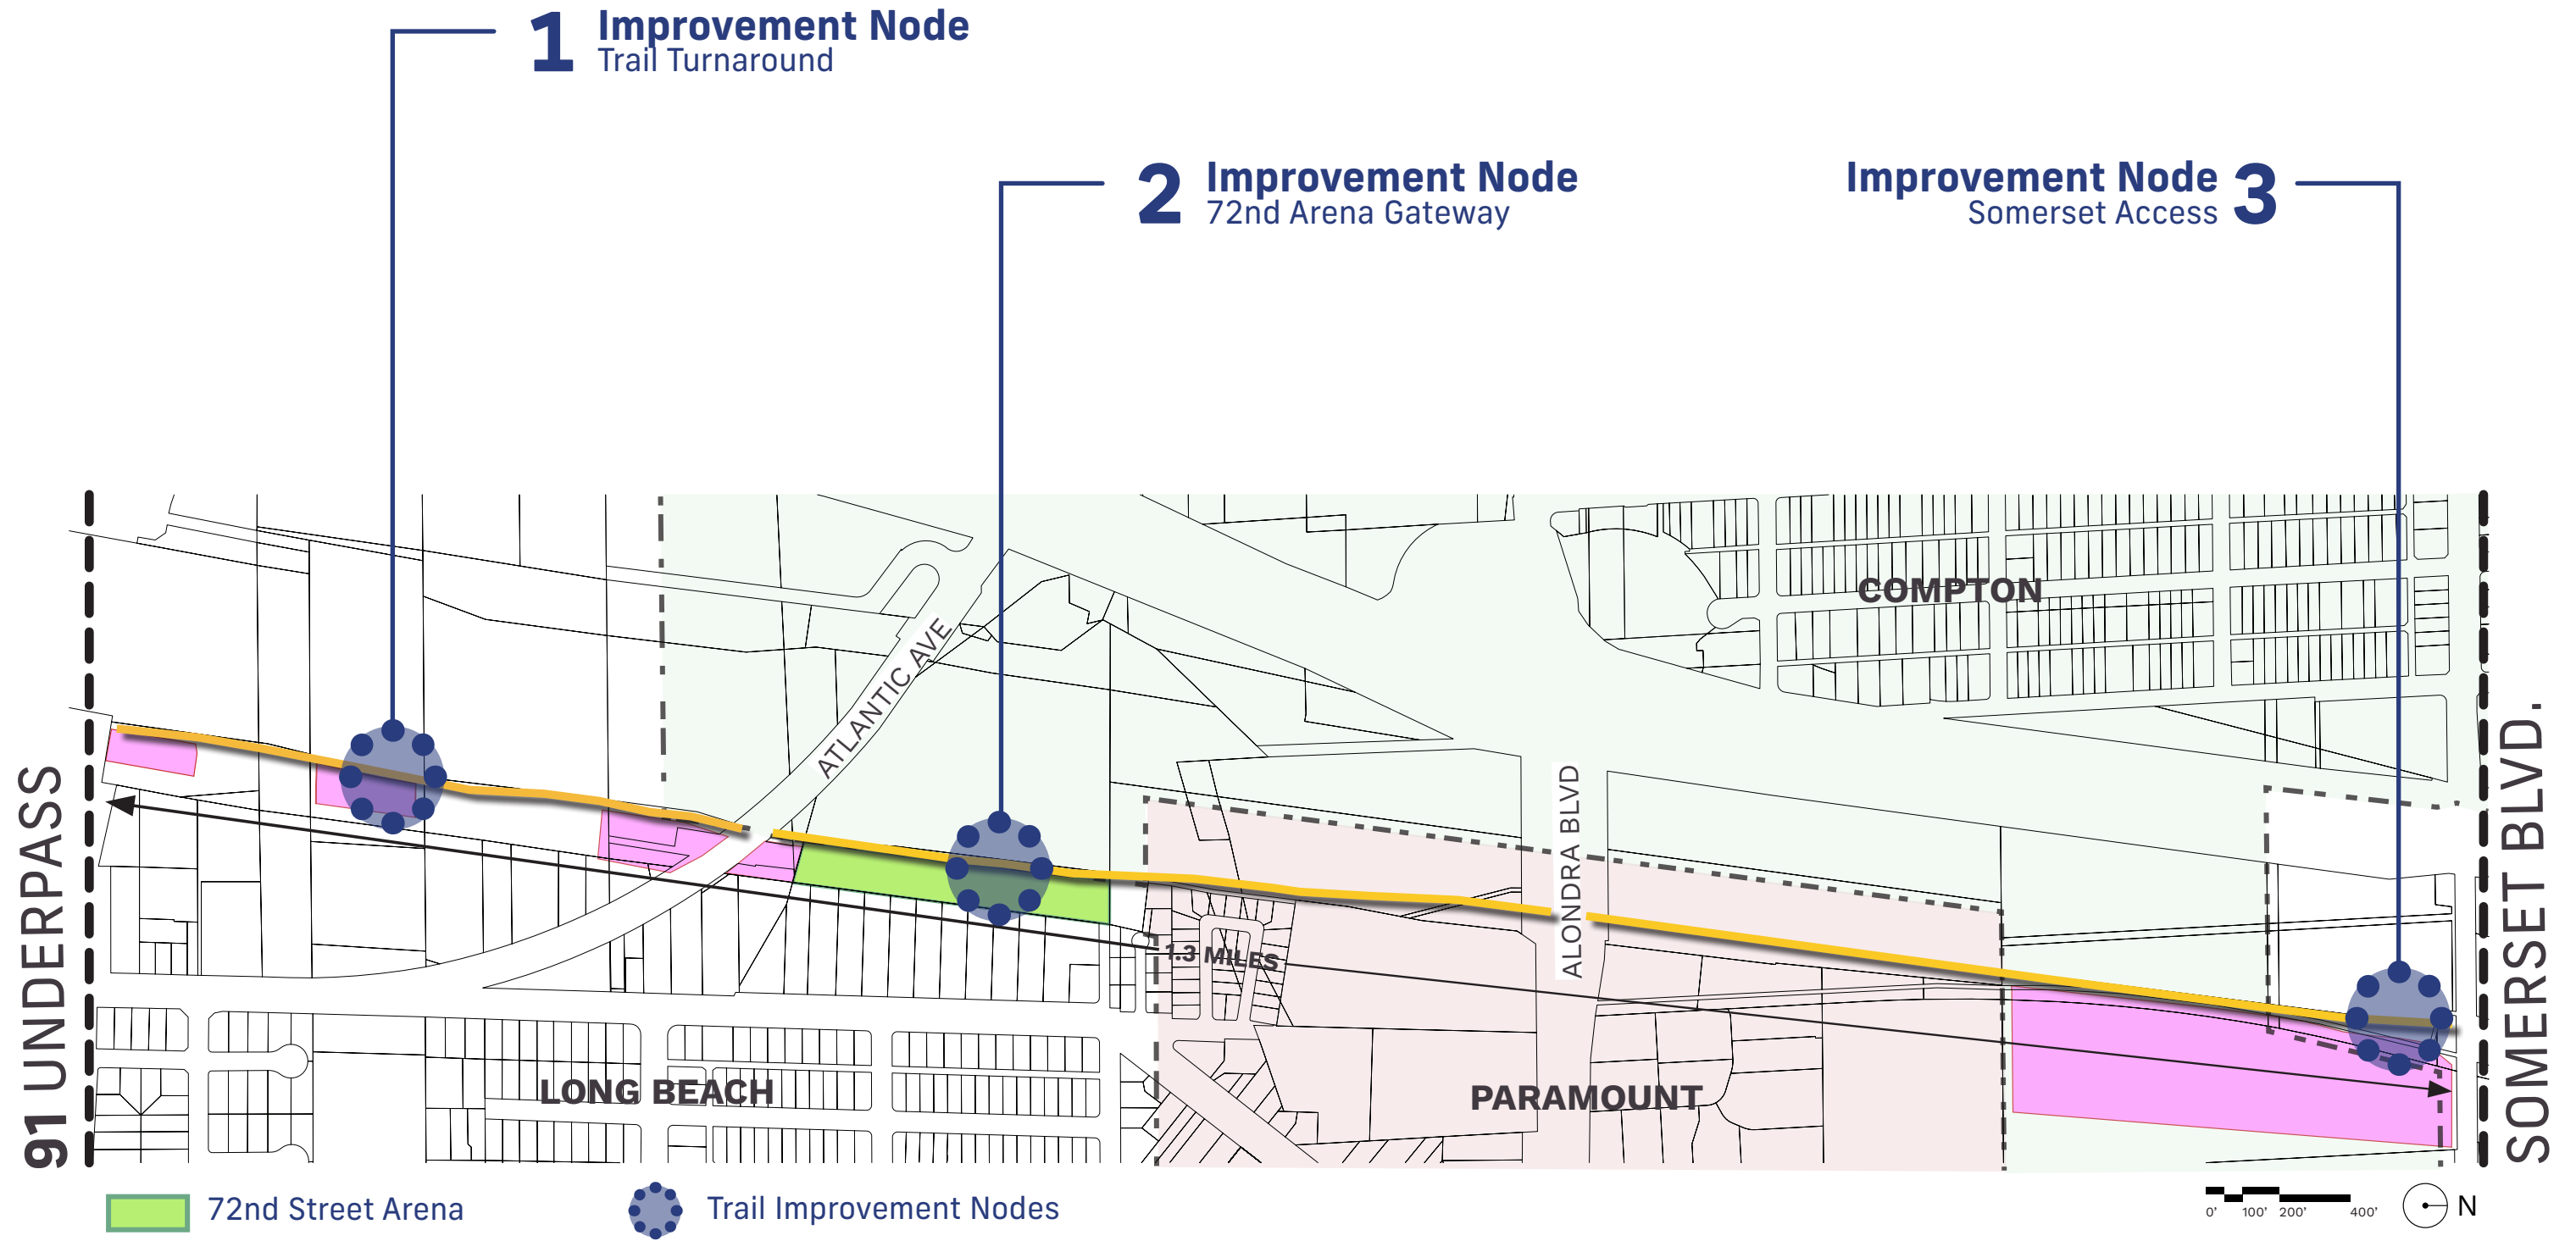 1 Improvement Node
Trail Turnaround
2 Improvement Node
72nd Arena Gateway
Improvement Node 3
Somerset Access
COMPTON
ATLANTIC AVE
ALONDRA BLVD
91 UNDERPASS
SOMERSET BLVD.
1.3 MILES
LONG BEACH
PARAMOUNT
72nd Street Arena
Trail Improvement Nodes
0' 100' 200' 400'
N